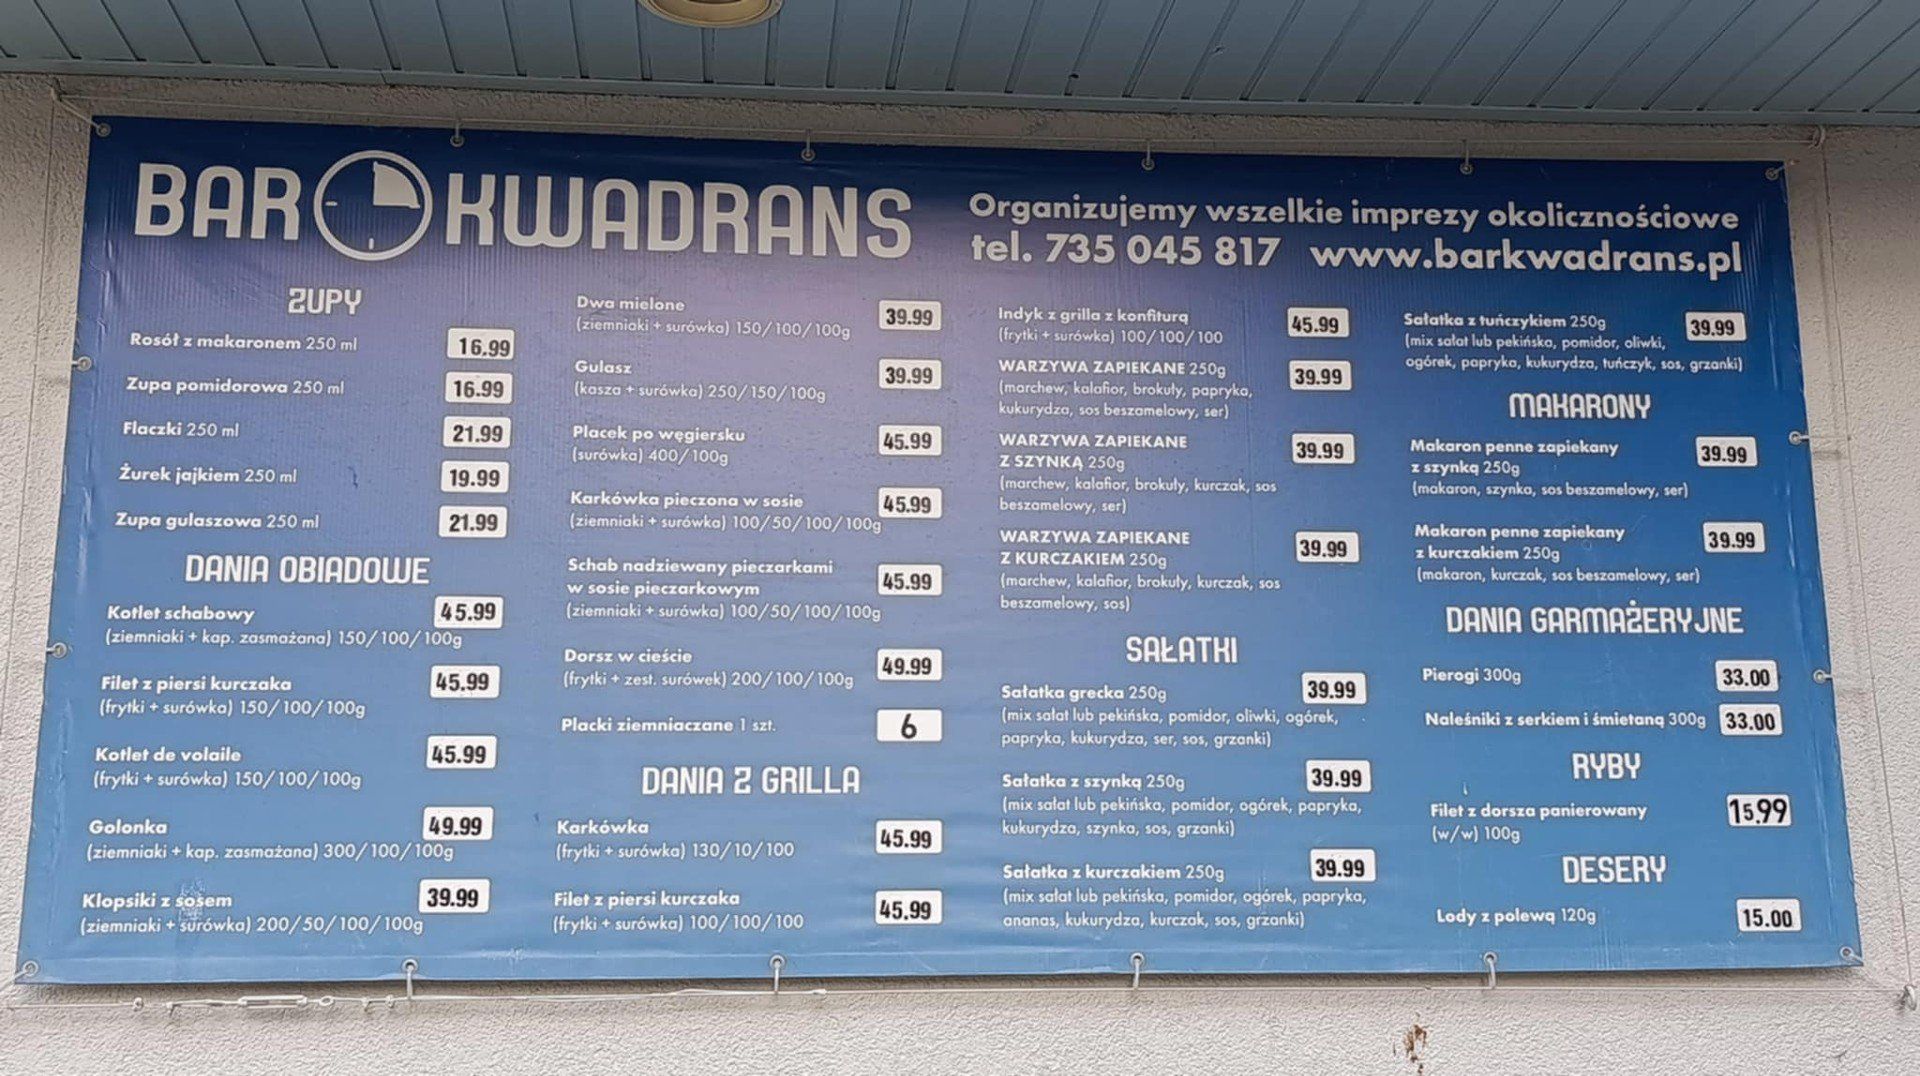 BAR KWADRANS
Organizujemy wszelkie imprezy okolicznościowe
tel. 735 045 817 www.barkwadrans.pl
ZUPY
Rosół z makaronem 250 ml 16.99
Zupa pomidorowa 250 ml 16.99
Flaczki 250 ml 21.99
Żurek jajkiem 250 ml 19.99
Zupa gulaszowa 250 ml 21.99
DANIA OBIADOWE
Kotlet schabowy 45.99
(ziemniaki + kap. zasmażana) 150/100/100g
Filet z piersi kurczaka 45.99
(frytki + surówka) 150/100/100g
Kotlet de volaile 45.99
(frytki + surówka) 150/100/100g
Golonka 49.99
(ziemniaki + kap. zasmażana) 300/100/100g
Klopsiki z sosem 39.99
(ziemniaki + surówka) 200/50/100/100g
Dwa mielone 39.99
(ziemniaki + surówka) 150/100/100g
Gulasz 39.99
(kasza + surówka) 250/150/100g
Placek po węgiersku 45.99
(surówka) 400/100g
Karkówka pieczona w sosie 45.99
(ziemniaki + surówka) 100/50/100/100g
Schab nadziewany pieczarkami
w sosie pieczarkowym 45.99
(ziemniaki + surówka) 100/50/100/100g
Dorsz w cieście 49.99
(frytki + zest. surówek) 200/100/100g
Placki ziemniaczane 1 szt. 6
DANIA Z GRILLA
Karkówka 45.99
(frytki + surówka) 130/10/100
Filet z piersi kurczaka 45.99
(frytki + surówka) 100/100/100
Indyk z grilla z konfiturą 45.99
(frytki + surówka) 100/100/100
WARZYWA ZAPIEKANE 250g 39.99
(marchew, kalafior, brokuły, papryka,
kukurydza, sos beszamelowy, ser)
WARZYWA ZAPIEKANE 39.99
Z SZYNKĄ 250g
(marchew, kalafior, brokuły, kurczak, sos
beszamelowy, ser)
WARZYWA ZAPIEKANE 39.99
Z KURCZAKIEM 250g
(marchew, kalafior, brokuły, kurczak, sos
beszamelowy, sos)
SAŁATKI
Sałatka grecka 250g 39.99
(mix sałat lub pekińska, pomidor, oliwki, ogórek,
papryka, kukurydza, ser, sos, grzanki)
Sałatka z szynką 250g 39.99
(mix sałat lub pekińska, pomidor, ogórek, papryka,
kukurydza, szynka, sos, grzanki)
Sałatka z kurczakiem 250g 39.99
(mix sałat lub pekińska, pomidor, ogórek, papryka,
ananas, kukurydza, kurczak, sos, grzanki)
Sałatka z tuńczykiem 250g 39.99
(mix sałat lub pekińska, pomidor, oliwki,
ogórek, papryka, kukurydza, tuńczyk, sos, grzanki)
MAKARONY
Makaron penne zapiekany 39.99
z szynką 250g
(makaron, szynka, sos beszamelowy, ser)
Makaron penne zapiekany 39.99
z kurczakiem 250g
(makaron, kurczak, sos beszamelowy, ser)
DANIA GARMAŻERYJNE
Pierogi 300g 33.00
Naleśniki z serkiem i śmietaną 300g 33.00
RYBY
Filet z dorsza panierowany 15.99
(w/w) 100g
DESERY
Lody z polewą 120g 15.00